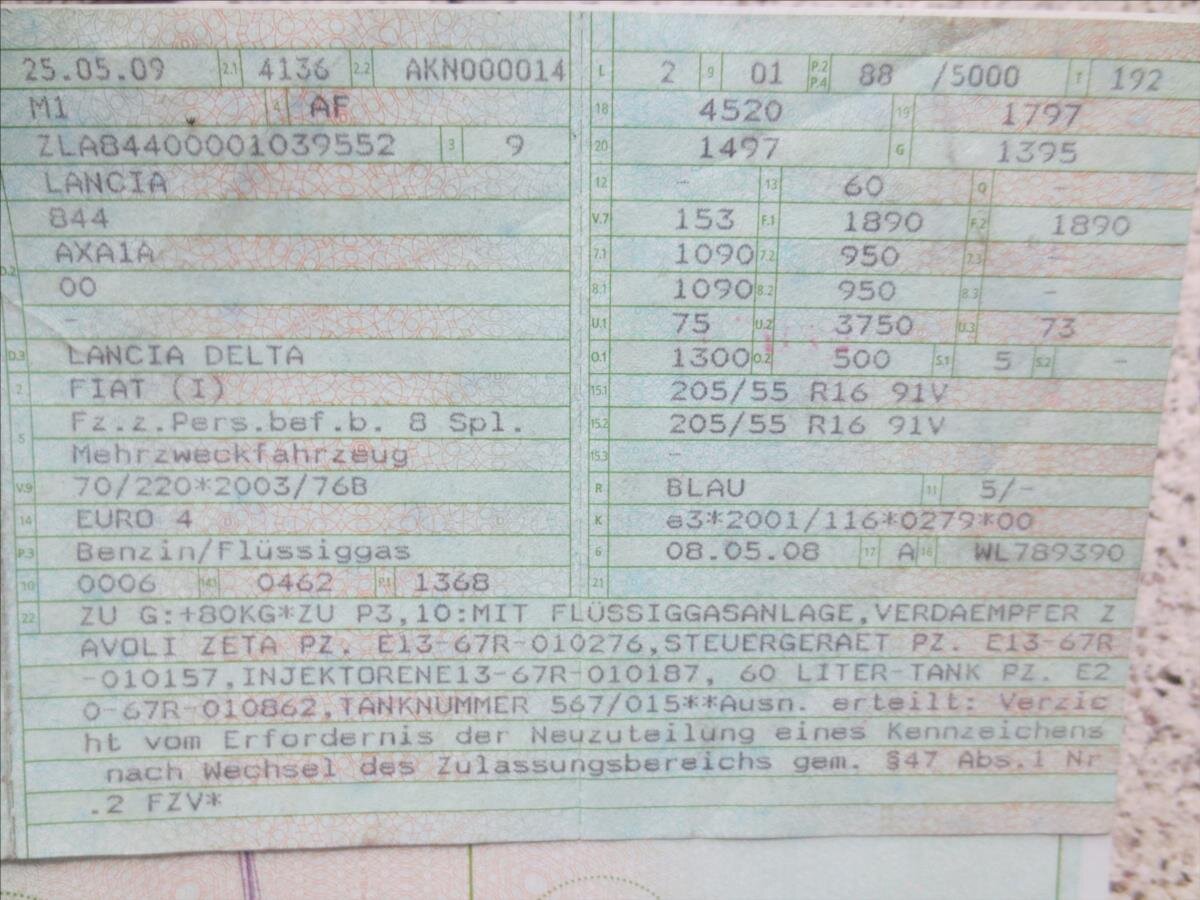 25.05.09 2.1 4136 2.2 AKN000014 L 2 9 01 P.2 P.4 88 /5000 T 192
M1 4 AF 18 4520 19 1797
ZLA84400001039552 3 9 20 1497 G 1395
LANCIA 12 - 13 60 Q -
844 V.7 153 F.1 1890 F.2 1890
D.2 AXA1A 7.1 1090 7.2 950 7.3 -
00 8.1 1090 8.2 950 8.3 -
- U.1 75 U.2 3750 U.3 73
D.3 LANCIA DELTA O.1 1300 O.2 500 S.1 5 S.2 -
2 FIAT (I) 15.1 205/55 R16 91V
5 Fz.z.Pers.bef.b. 8 Spl. 15.2 205/55 R16 91V
Mehrzweckfahrzeug 15.3 -
V.9 70/220*2003/76B R BLAU 11 5/-
14 EURO 4 K e3*2001/116*0279*00
P.3 Benzin/Flüssiggas 6 08.05.08 17 A 16 WL789390
10 0006 14.1 0462 P.1 1368 21
22 ZU G:+80KG*ZU P3,10:MIT FLÜSSIGGASANLAGE,VERDAEMPFER Z
AVOLI ZETA PZ. E13-67R-010276,STEUERGERAET PZ. E13-67R
-010157,INJEKTORENE13-67R-010187, 60 LITER-TANK PZ. E2
0-67R-010862,TANKNUMMER 567/015**Ausn. erteilt: Verzic
ht vom Erfordernis der Neuzuteilung eines Kennzeichens
nach Wechsel des Zulassungsbereichs gem. §47 Abs.1 Nr
.2 FZV*